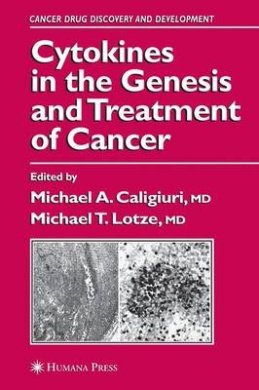 CANCER DRUG DISCOVERY AND DEVELOPMENT
Cytokines
in the Genesis
and Treatment
of Cancer
Edited by
Michael A. Caligiuri, MD
Michael T. Lotze, MD
HUMANA PRESS